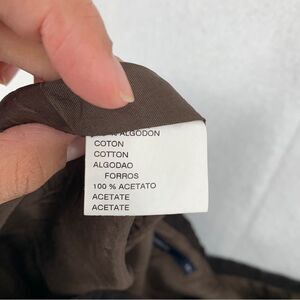 % ALGODON
COTON
COTTON
ALGODAO
FORROS
100 % ACETATO
ACETATE
ACETATE